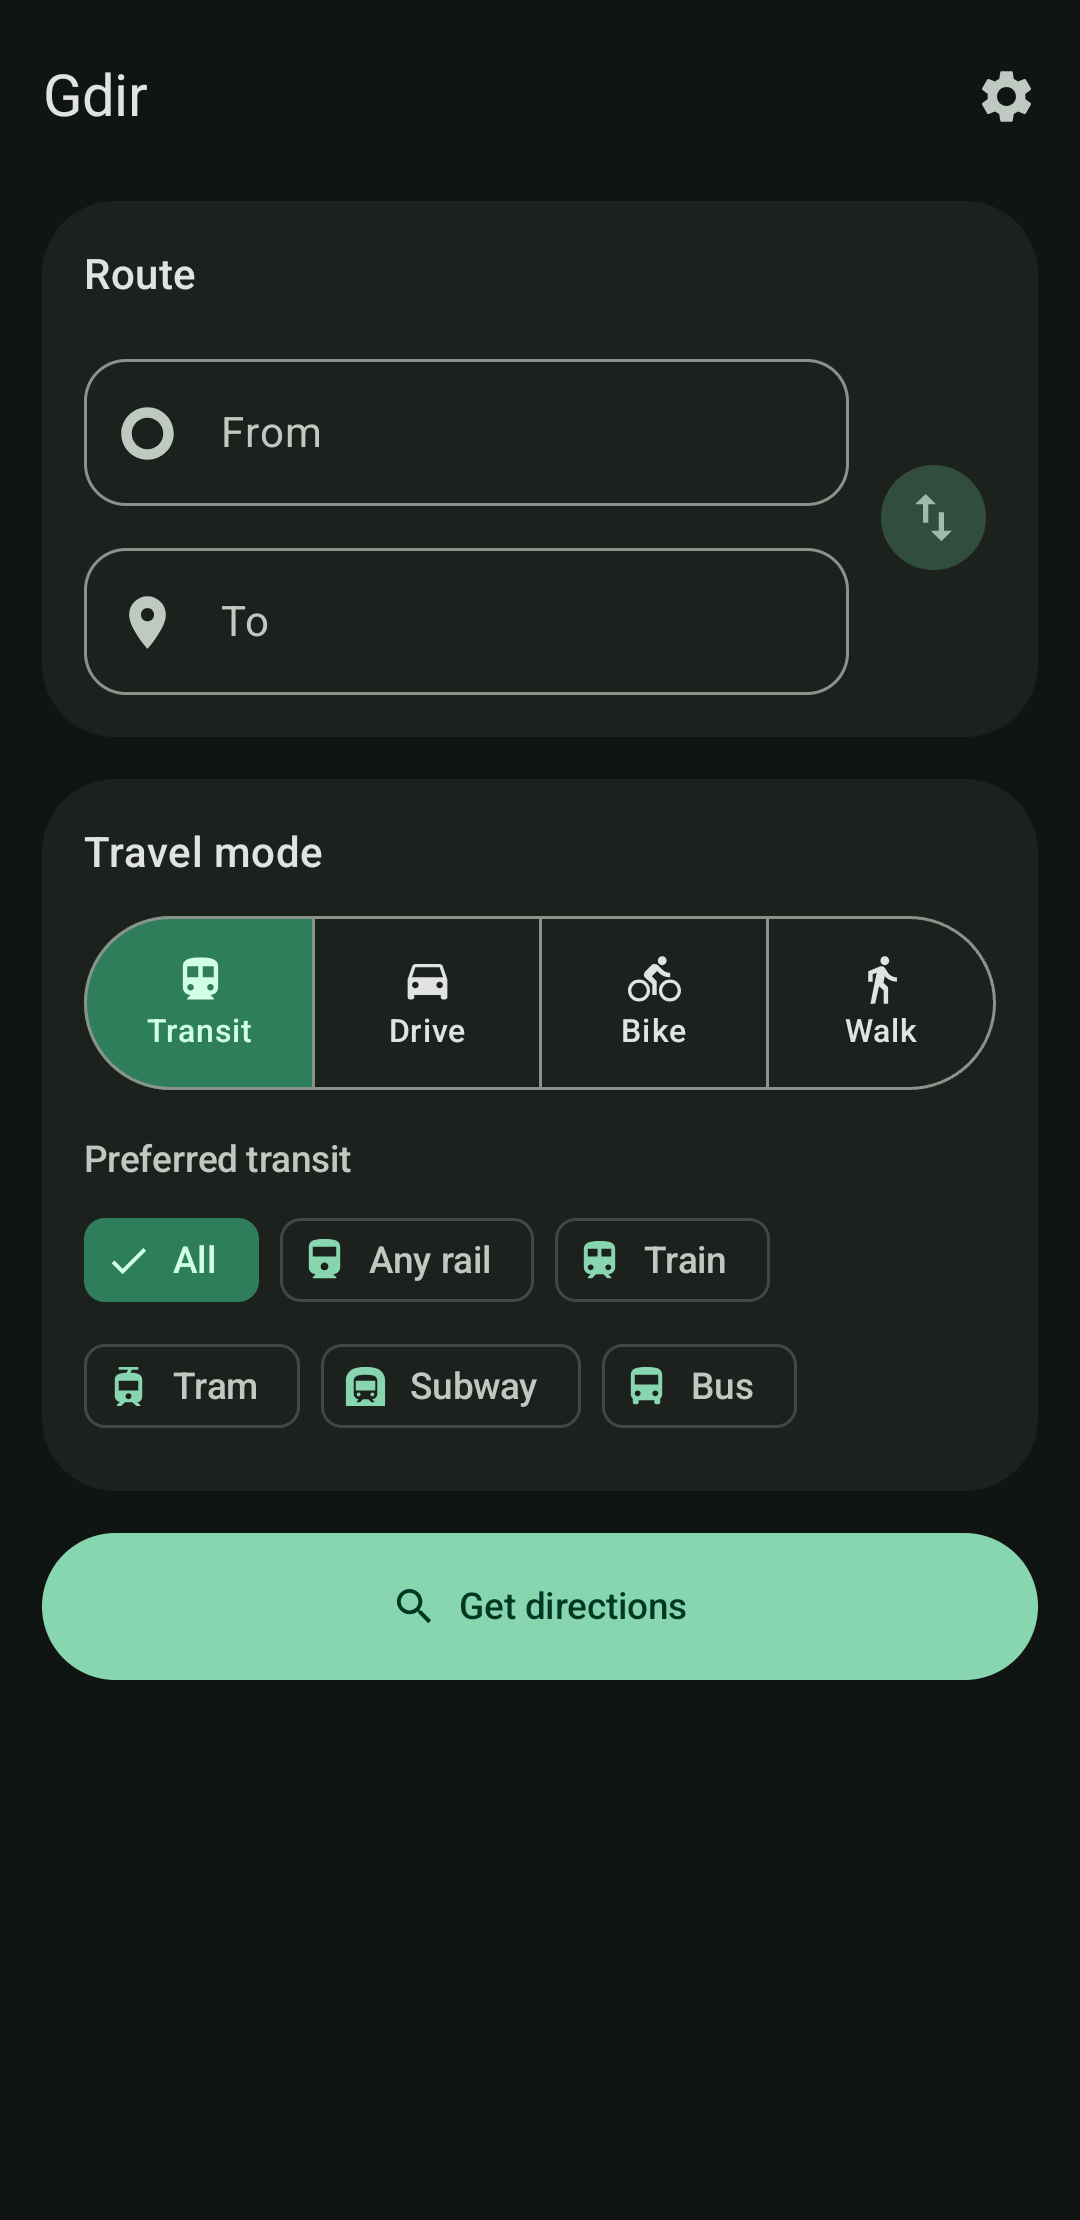 Gdir
Route
From
To
Travel mode
Transit Drive Bike Walk
Preferred transit
All Any rail Train
Tram Subway Bus
Get directions